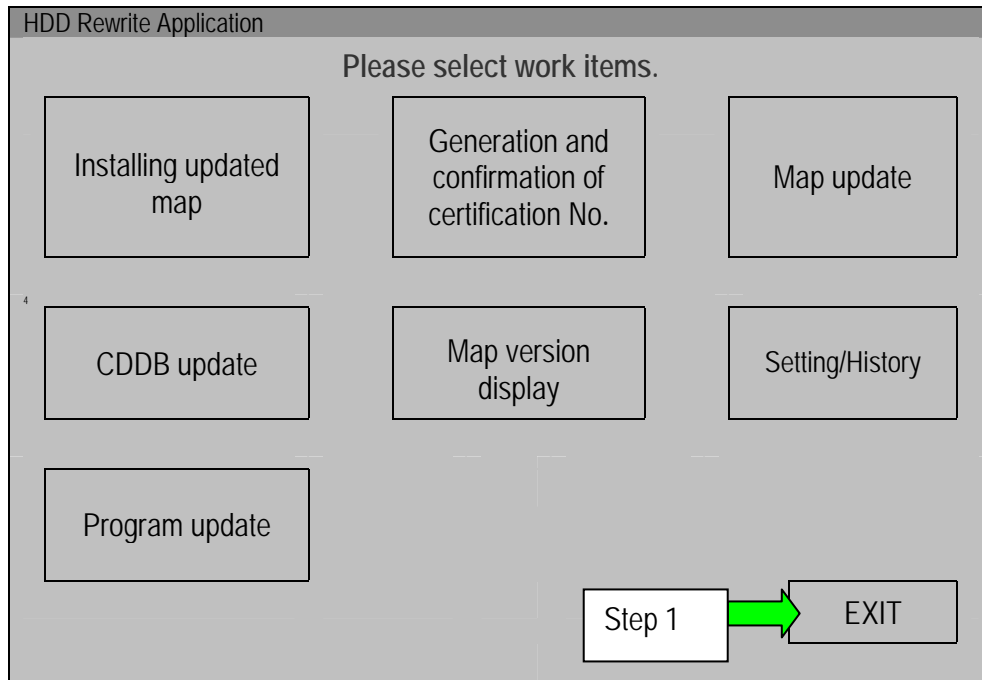 HDD Rewrite Application
Please select work items.
Installing updated
map
Generation and
confirmation of
certification No.
Map update
4
CDDB update
Map version
display
Setting/History
Program update
Step 1
EXIT